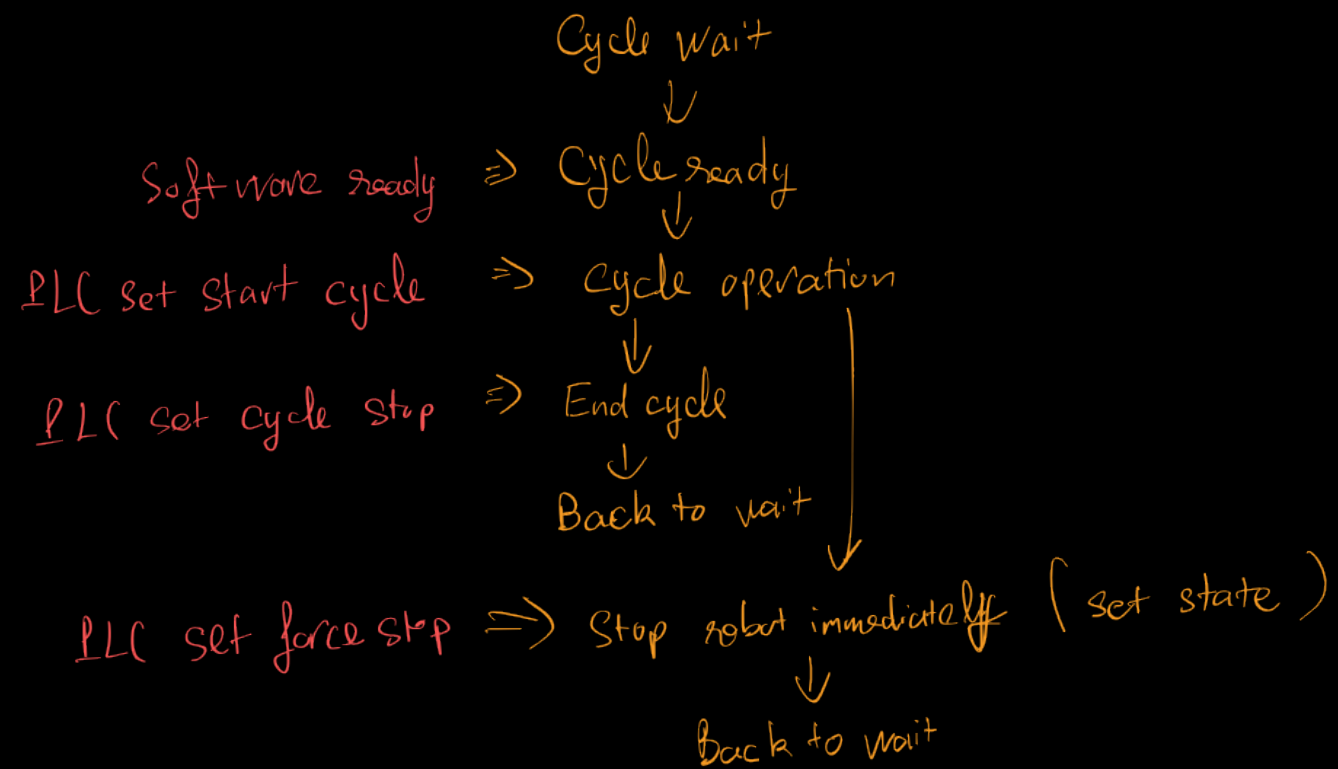 Cycle wait
↓
Software ready ⇒ Cycle ready
↓
PLC set start cycle ⇒ Cycle operation
↓
PLC set cycle stop ⇒ End cycle
↓
Back to wait
PLC set force stop ⇒ Stop robot immediately (set state)
↓
Back to wait